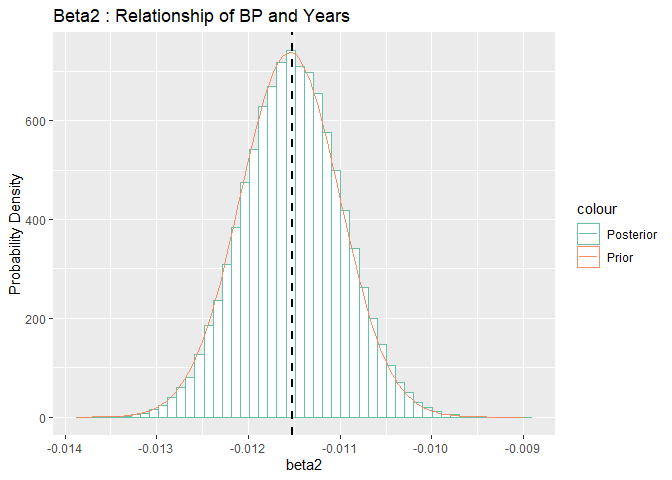 Beta2 : Relationship of BP and Years
Probability Density
600
400
200
0
-0.014
-0.013
-0.012
-0.011
-0.010
-0.009
beta2
colour
Posterior
Prior